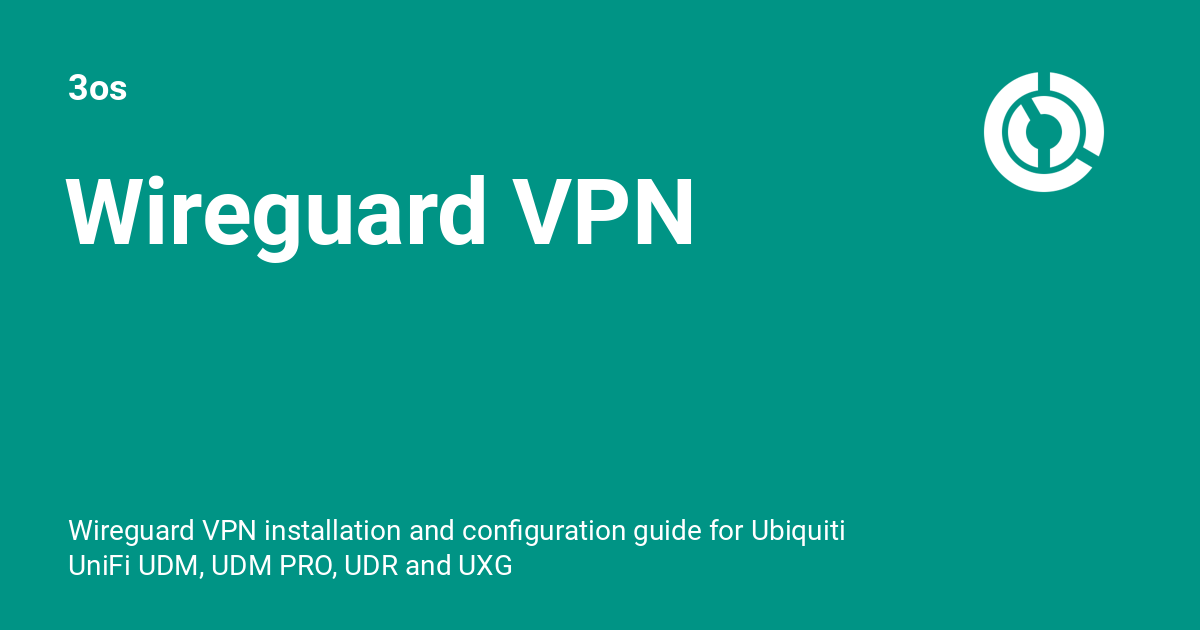 3os
Wireguard VPN
Wireguard VPN installation and configuration guide for Ubiquiti
UniFi UDM, UDM PRO, UDR and UXG